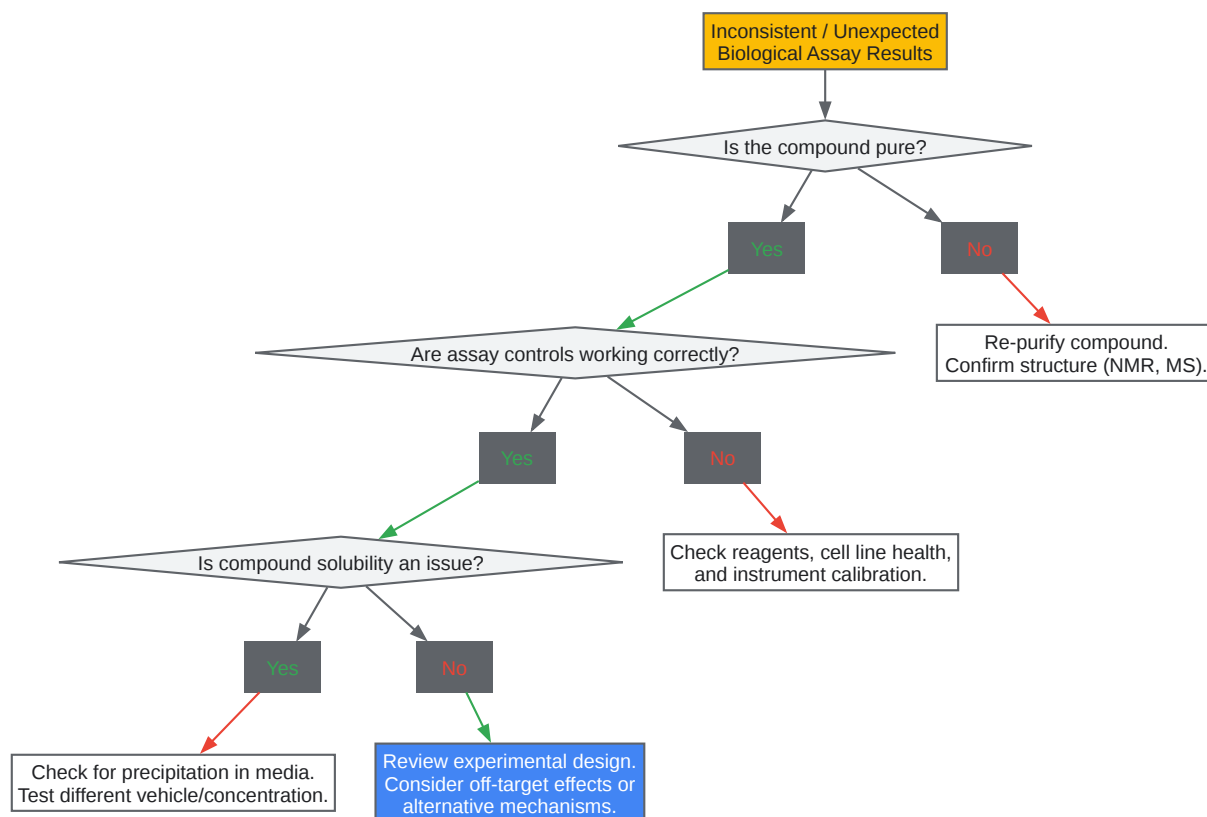 Inconsistent / Unexpected
Biological Assay Results
Is the compound pure?
Yes
No
Re-purify compound.
Confirm structure (NMR, MS).
Are assay controls working correctly?
Yes
No
Check reagents, cell line health,
and instrument calibration.
Is compound solubility an issue?
Yes
No
Check for precipitation in media.
Test different vehicle/concentration.
Review experimental design.
Consider off-target effects or
alternative mechanisms.